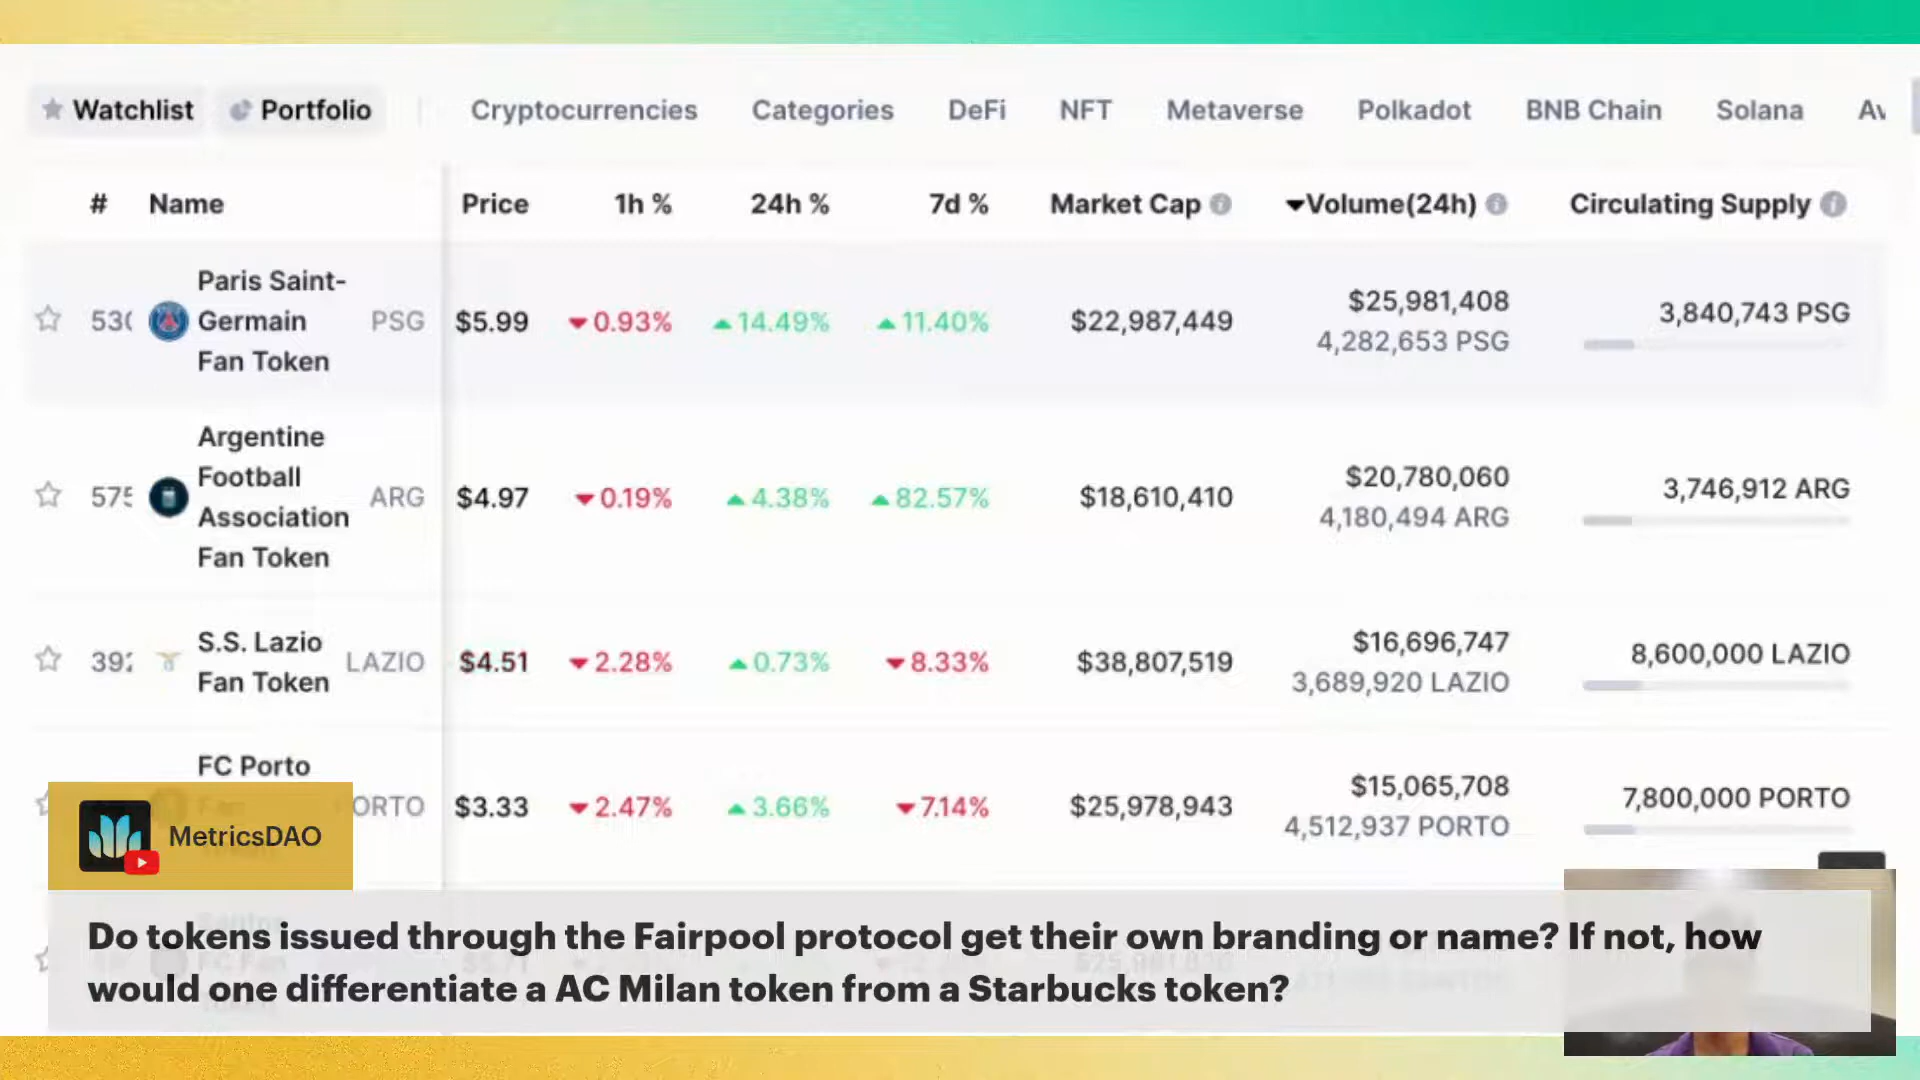 Watchlist Portfolio Cryptocurrencies Categories DeFi NFT Metaverse Polkadot BNB Chain Solana Av
# Name Price 1h % 24h % 7d % Market Cap Volume(24h) Circulating Supply
Paris Saint-
Germain
Fan Token
530 PSG $5.99 0.93% 14.49% 11.40% $22,987,449 $25,981,408 3,840,743 PSG
4,282,653 PSG
Argentine
Football
Association
Fan Token
575 ARG $4.97 0.19% 4.38% 82.57% $18,610,410 $20,780,060 3,746,912 ARG
4,180,494 ARG
S.S. Lazio
Fan Token
392 LAZIO $4.51 2.28% 0.73% 8.33% $38,807,519 $16,696,747 8,600,000 LAZIO
3,689,920 LAZIO
FC Porto
Fan
ORTO $3.33 2.47% 3.66% 7.14% $25,978,943 $15,065,708 7,800,000 PORTO
4,512,937 PORTO
MetricsDAO
Do tokens issued through the Fairpool protocol get their own branding or name? If not, how
would one differentiate a AC Milan token from a Starbucks token?